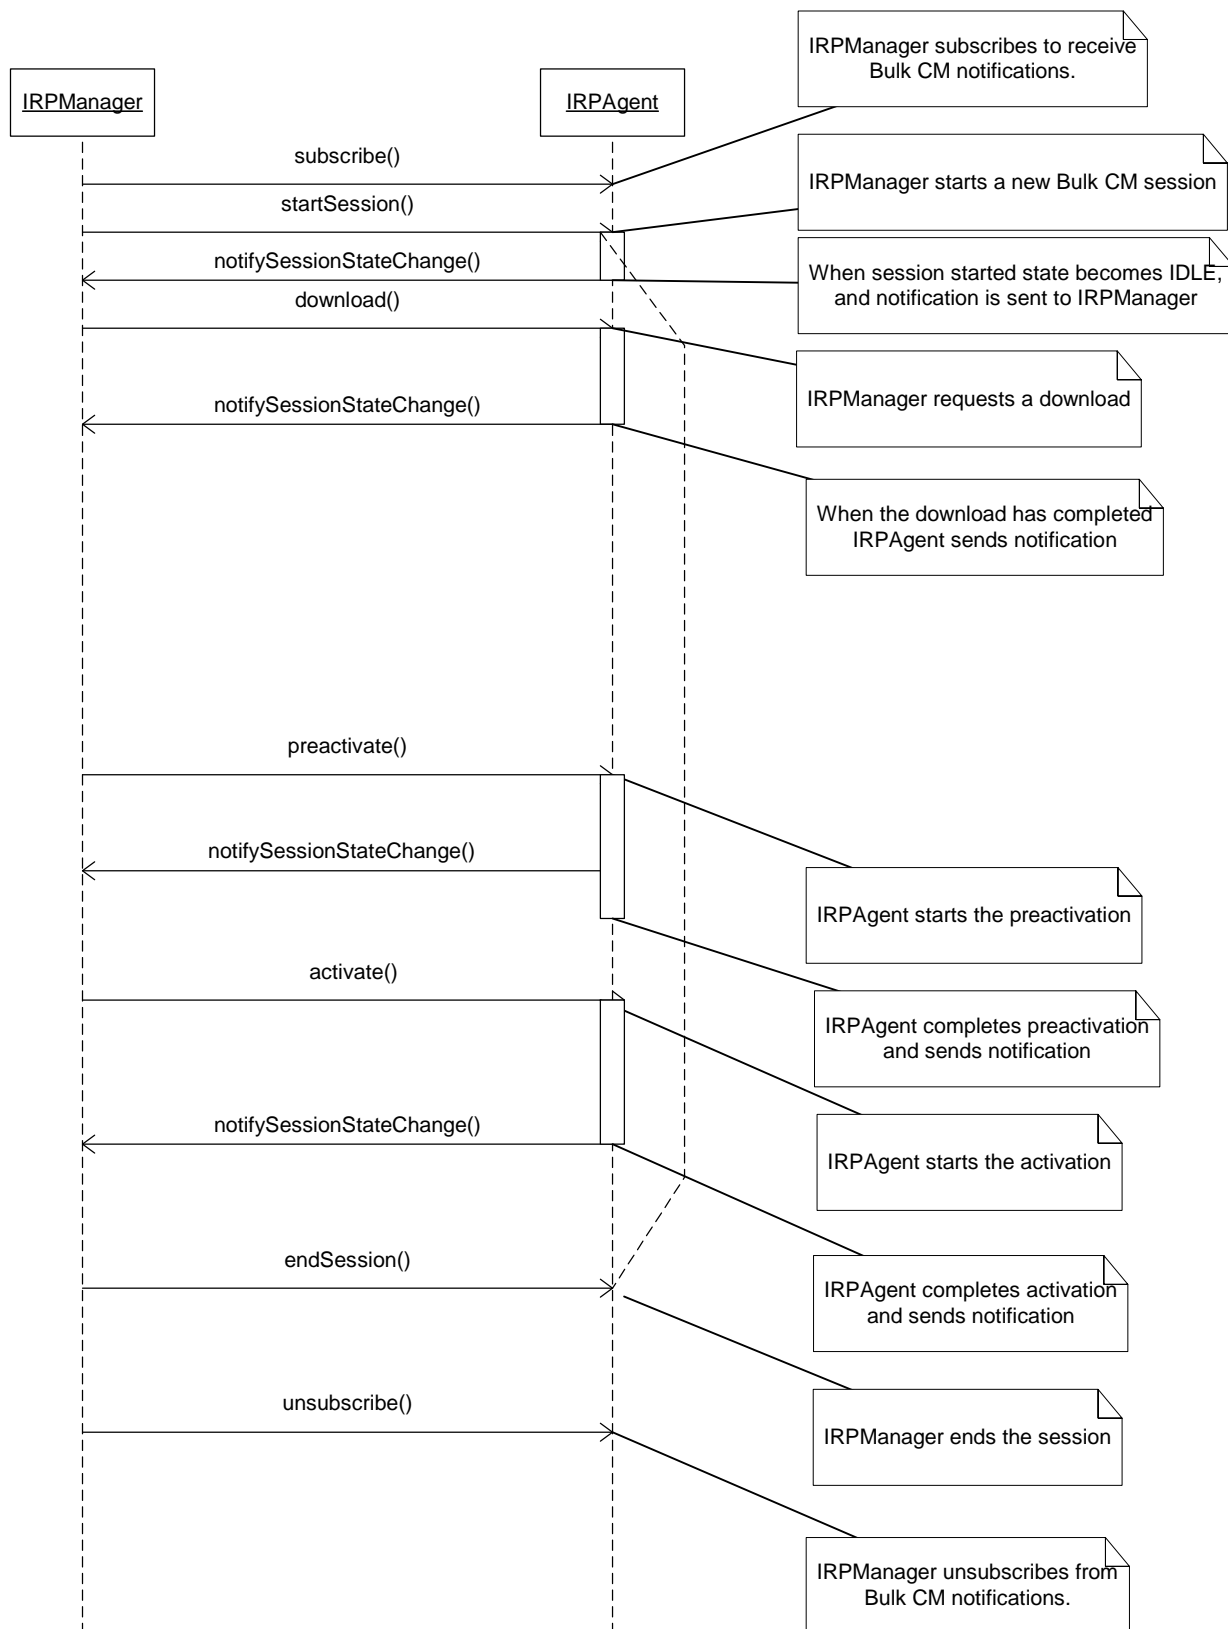 IRPManager subscribes to receive
Bulk CM notifications.
IRPManager
IRPAgent
subscribe()
IRPManager starts a new Bulk CM session
startSession()
notifySessionStateChange()
When session started state becomes IDLE,
and notification is sent to IRPManager
download()
IRPManager requests a download
notifySessionStateChange()
When the download has completed
IRPAgent sends notification
preactivate()
notifySessionStateChange()
IRPAgent starts the preactivation
activate()
IRPAgent completes preactivation
and sends notification
notifySessionStateChange()
IRPAgent starts the activation
endSession()
IRPAgent completes activation
and sends notification
unsubscribe()
IRPManager ends the session
IRPManager unsubscribes from
Bulk CM notifications.